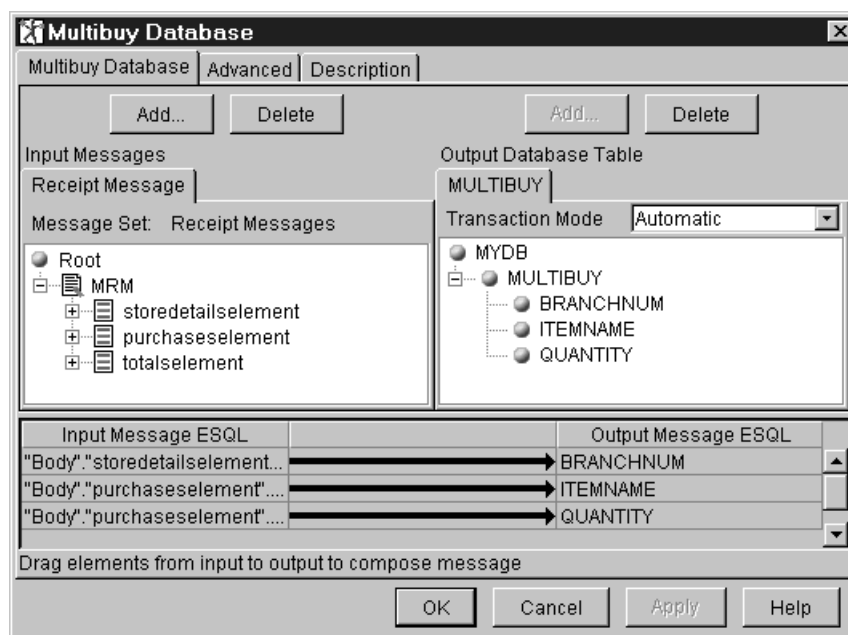 Multibuy Database
Multibuy Database Advanced Description
Add... Delete Add... Delete
Input Messages Output Database Table
Receipt Message MULTIBUY
Message Set: Receipt Messages Transaction Mode Automatic
Root MYDB
MRM MULTIBUY
storedetailselement BRANCHNUM
purchaseselement ITEMNAME
totalselement QUANTITY
Input Message ESQL Output Message ESQL
"Body"."storedetailselement... BRANCHNUM
"Body"."purchaseselement".... ITEMNAME
"Body"."purchaseselement".... QUANTITY
Drag elements from input to output to compose message
OK Cancel Apply Help